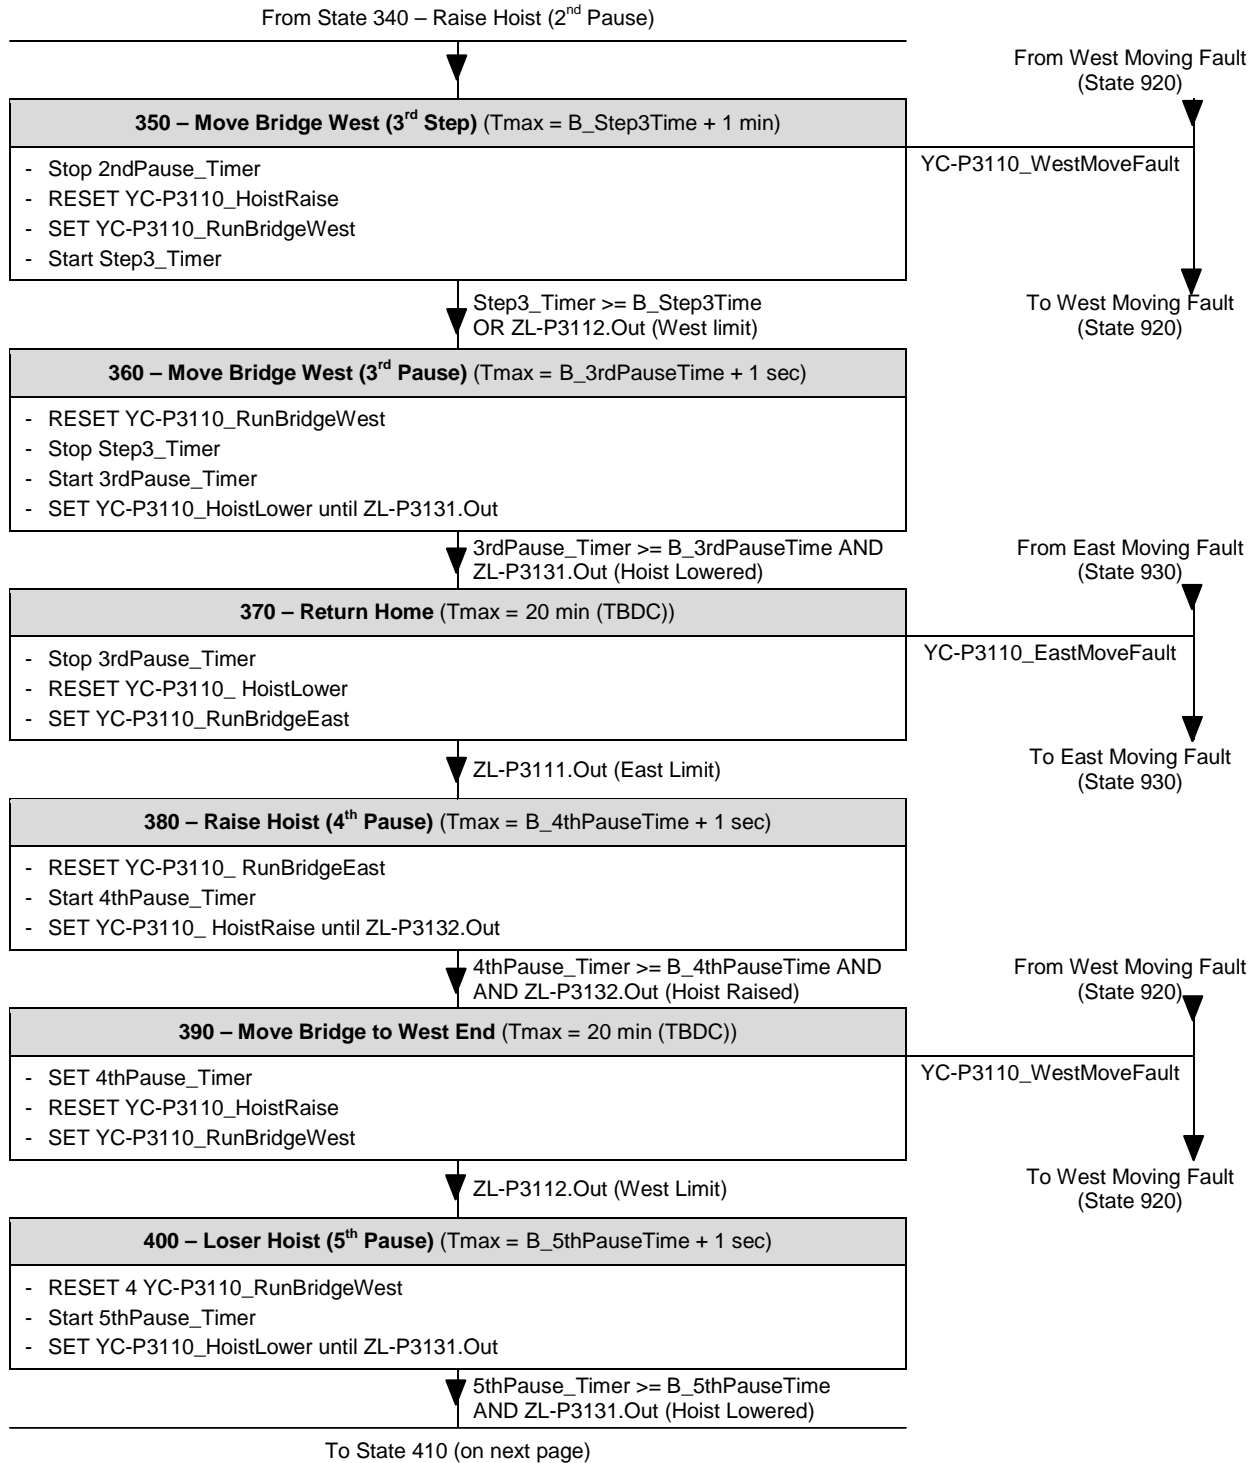 From State 340 – Raise Hoist (2nd Pause)
From West Moving Fault
(State 920)
350 – Move Bridge West (3rd Step) (Tmax = B_Step3Time + 1 min)
- Stop 2ndPause_Timer
- RESET YC-P3110_HoistRaise
- SET YC-P3110_RunBridgeWest
- Start Step3_Timer
YC-P3110_WestMoveFault
Step3_Timer >= B_Step3Time
OR ZL-P3112.Out (West limit)
To West Moving Fault
(State 920)
360 – Move Bridge West (3rd Pause) (Tmax = B_3rdPauseTime + 1 sec)
- RESET YC-P3110_RunBridgeWest
- Stop Step3_Timer
- Start 3rdPause_Timer
- SET YC-P3110_HoistLower until ZL-P3131.Out
3rdPause_Timer >= B_3rdPauseTime AND
ZL-P3131.Out (Hoist Lowered)
From East Moving Fault
(State 930)
370 – Return Home (Tmax = 20 min (TBDC))
- Stop 3rdPause_Timer
- RESET YC-P3110_ HoistLower
- SET YC-P3110_RunBridgeEast
YC-P3110_EastMoveFault
ZL-P3111.Out (East Limit)
To East Moving Fault
(State 930)
380 – Raise Hoist (4th Pause) (Tmax = B_4thPauseTime + 1 sec)
- RESET YC-P3110_ RunBridgeEast
- Start 4thPause_Timer
- SET YC-P3110_ HoistRaise until ZL-P3132.Out
4thPause_Timer >= B_4thPauseTime AND
AND ZL-P3132.Out (Hoist Raised)
From West Moving Fault
(State 920)
390 – Move Bridge to West End (Tmax = 20 min (TBDC))
- SET 4thPause_Timer
- RESET YC-P3110_HoistRaise
- SET YC-P3110_RunBridgeWest
YC-P3110_WestMoveFault
ZL-P3112.Out (West Limit)
To West Moving Fault
(State 920)
400 – Loser Hoist (5th Pause) (Tmax = B_5thPauseTime + 1 sec)
- RESET 4 YC-P3110_RunBridgeWest
- Start 5thPause_Timer
- SET YC-P3110_HoistLower until ZL-P3131.Out
5thPause_Timer >= B_5thPauseTime
AND ZL-P3131.Out (Hoist Lowered)
To State 410 (on next page)